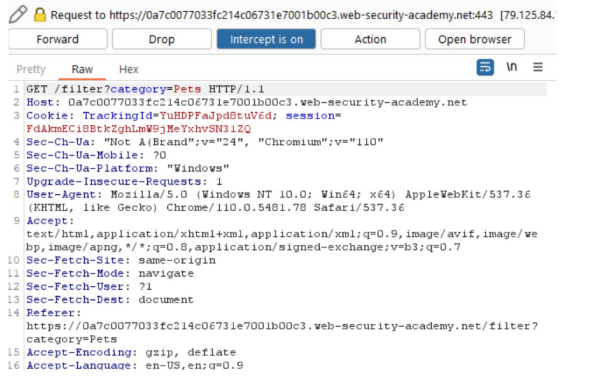 Request to https://0a7c0077033fc214c06731e7001b00c3.web-security-academy.net:443 [79.125.84.
Forward Drop Intercept is on Action Open browser
Pretty Raw Hex \n
1 GET /filter?category=Pets HTTP/1.1
2 Host: 0a7c0077033fc214c06731e7001b00c3.web-security-academy.net
3 Cookie: TrackingId=YuHDPFaJpd8tuV6d; session=
FdAkmECi8BtkZghLmW9jMeYxhvSN31ZQ
4 Sec-Ch-Ua: "Not A(Brand";v="24", "Chromium";v="110"
5 Sec-Ch-Ua-Mobile: ?0
6 Sec-Ch-Ua-Platform: "Windows"
7 Upgrade-Insecure-Requests: 1
8 User-Agent: Mozilla/5.0 (Windows NT 10.0; Win64; x64) AppleWebKit/537.36
(KHTML, like Gecko) Chrome/110.0.5481.78 Safari/537.36
9 Accept:
text/html,application/xhtml+xml,application/xml;q=0.9,image/avif,image/we
bp,image/apng,*/*;q=0.8,application/signed-exchange;v=b3;q=0.7
10 Sec-Fetch-Site: same-origin
11 Sec-Fetch-Mode: navigate
12 Sec-Fetch-User: ?1
13 Sec-Fetch-Dest: document
14 Referer:
https://0a7c0077033fc214c06731e7001b00c3.web-security-academy.net/filter?
category=Pets
15 Accept-Encoding: gzip, deflate
16 Accept-Language: en-US,en;q=0.9